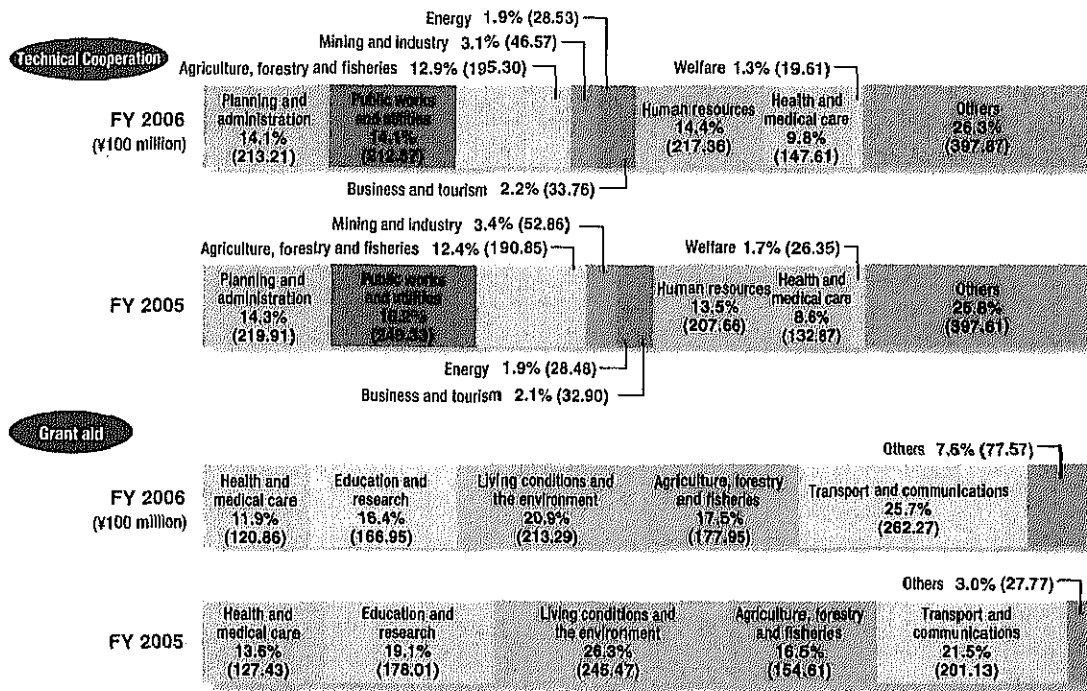 Technical Cooperation
Energy 1.9% (28.53)
Mining and industry 3.1% (46.57)
Agriculture, forestry and fisheries 12.9% (195.30)
Welfare 1.3% (19.61)
FY 2006
(¥100 million)
Planning and
administration
14.1%
(213.21)
Public works
and utilities
14.1%
(212.57)
Human resources
14.4%
(217.36)
Health and
medical care
9.8%
(147.61)
Others
26.3%
(397.87)
Business and tourism 2.2% (33.76)
Mining and industry 3.4% (52.86)
Agriculture, forestry and fisheries 12.4% (190.85)
Welfare 1.7% (26.35)
FY 2005
Planning and
administration
14.3%
(219.91)
Public works
and utilities
16.2%
(249.33)
Human resources
13.5%
(207.66)
Health and
medical care
8.6%
(132.87)
Others
25.8%
(397.61)
Energy 1.9% (28.48)
Business and tourism 2.1% (32.90)
Grant aid
Others 7.6% (77.57)
FY 2006
(¥100 million)
Health and
medical care
11.9%
(120.86)
Education and
research
16.4%
(166.95)
Living conditions and
the environment
20.9%
(213.29)
Agriculture, forestry
and fisheries
17.5%
(177.95)
Transport and communications
25.7%
(262.27)
Others 3.0% (27.77)
FY 2005
Health and
medical care
13.6%
(127.43)
Education and
research
19.1%
(178.01)
Living conditions and
the environment
26.3%
(245.47)
Agriculture, forestry
and fisheries
16.5%
(154.61)
Transport and
communications
21.5%
(201.13)